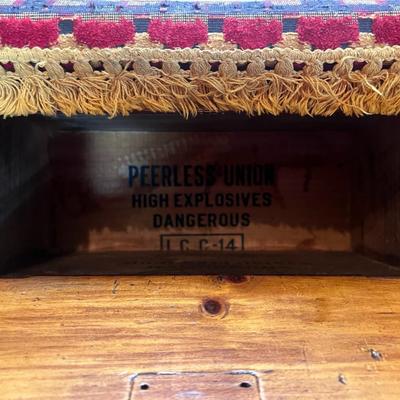 PEERLESS-UNION
HIGH EXPLOSIVES
DANGEROUS
I.C.C-14